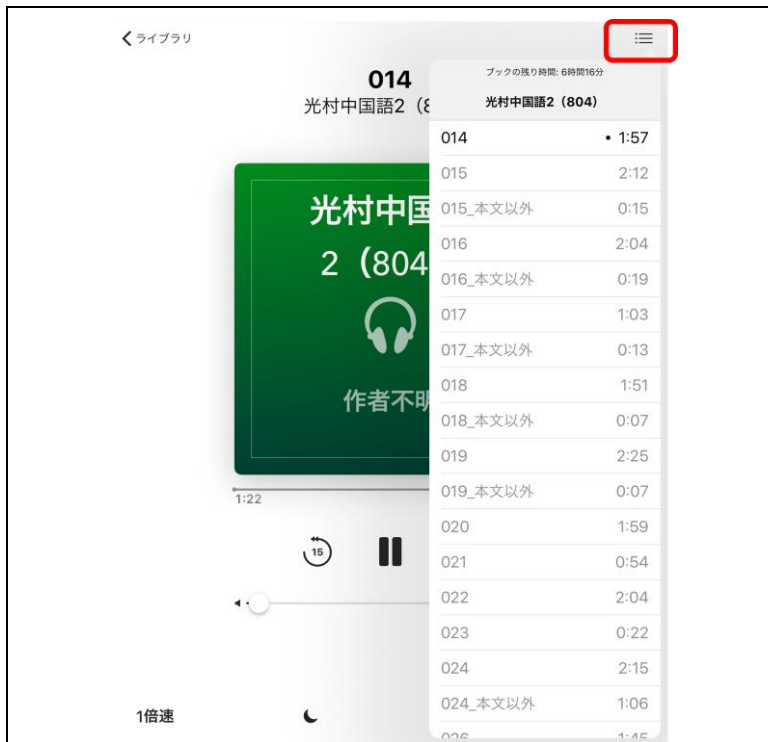 ライブラリ
014
光村中国語2（8
光村中国
2（804
作者不明
1:22
15
1倍速
ブックの残り時間: 6時間16分
光村中国語2（804）
014 • 1:57
015 2:12
015_本文以外 0:15
016 2:04
016_本文以外 0:19
017 1:03
017_本文以外 0:13
018 1:51
018_本文以外 0:07
019 2:25
019_本文以外 0:07
020 1:59
021 0:54
022 2:04
023 0:22
024 2:15
024_本文以外 1:06
026 1:45